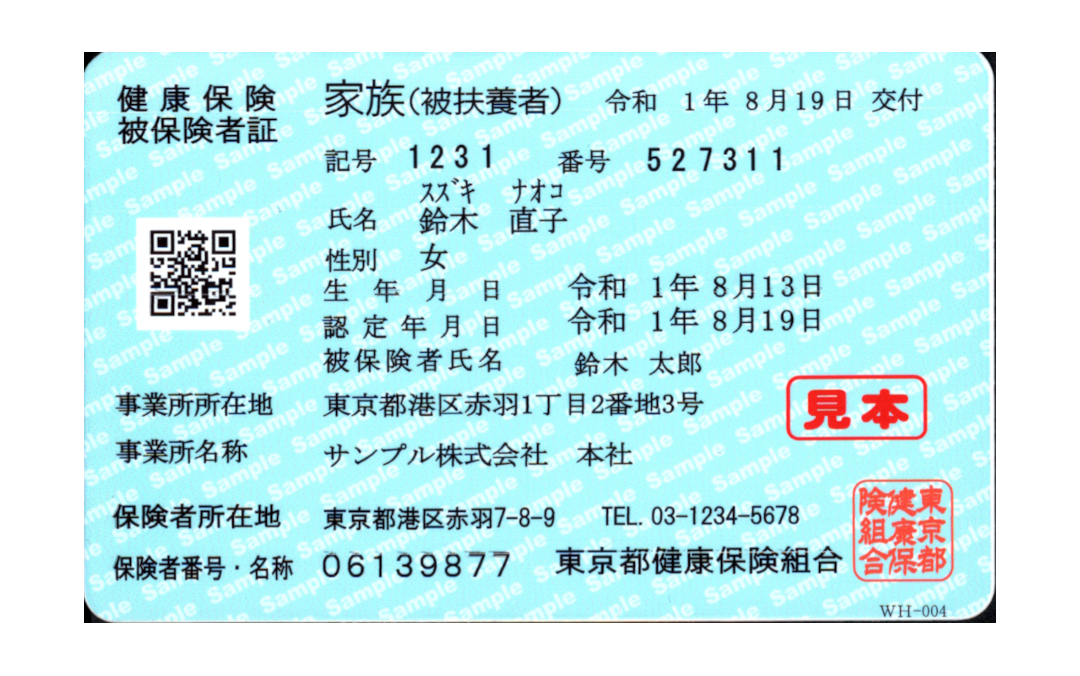 健康保険
被保険者証
家族(被扶養者) 令和 1年 8月19日 交付
記号 1231 番号 527311
ｽｽﾞｷ ﾅｵｺ
氏名 鈴木 直子
性別 女
生年月日 令和 1年 8月13日
認定年月日 令和 1年 8月19日
被保険者氏名 鈴木 太郎
事業所所在地 東京都港区赤羽1丁目2番地3号
見本
事業所名称 サンプル株式会社 本社
保険者所在地 東京都港区赤羽7-8-9 TEL. 03-1234-5678
保険者番号・名称 06139877 東京都健康保険組合
東京都
健康保
険組合
WH-004
Sample